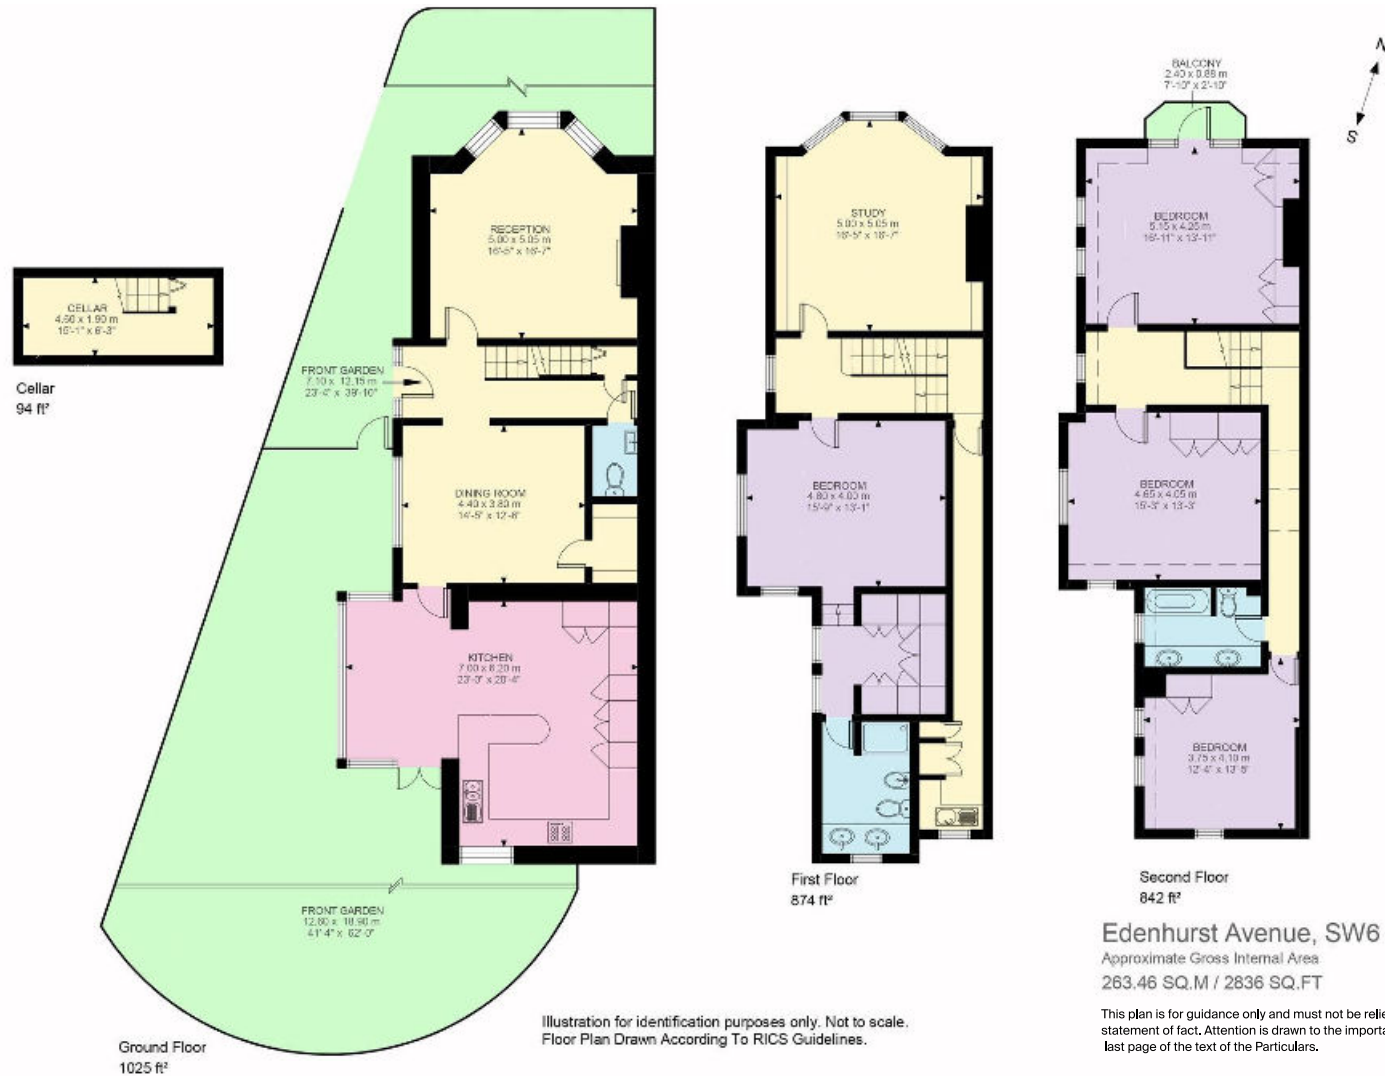 CELLAR
4.60 x 1.90 m
15'-1" x 6'-3"
Cellar
94 ft²
RECEPTION
5.00 x 5.05 m
16'-5" x 16'-7"
FRONT GARDEN
7.10 x 12.15 m
23'-4" x 39'-10"
DINING ROOM
4.40 x 3.80 m
14'-5" x 12'-6"
KITCHEN
7.00 x 6.20 m
23'-0" x 20'-4"
FRONT GARDEN
12.60 x 18.90 m
41'4" x 62'-0"
Ground Floor
1025 ft²
STUDY
5.00 x 5.05 m
16'-5" x 16'-7"
BEDROOM
4.80 x 4.00 m
15'-9" x 13'-1"
First Floor
874 ft²
BALCONY
2.40 x 0.88 m
7'-10" x 2'-10"
BEDROOM
5.15 x 4.25 m
16'-11" x 13'-11"
BEDROOM
4.65 x 4.05 m
15'-3" x 13'-3"
BEDROOM
3.75 x 4.10 m
12'-4" x 13'-5"
Second Floor
842 ft²
N
S
Edenhurst Avenue, SW6
Approximate Gross Internal Area
263.46 SQ.M / 2836 SQ.FT
This plan is for guidance only and must not be relie
statement of fact. Attention is drawn to the importa
last page of the text of the Particulars.
Illustration for identification purposes only. Not to scale.
Floor Plan Drawn According To RICS Guidelines.